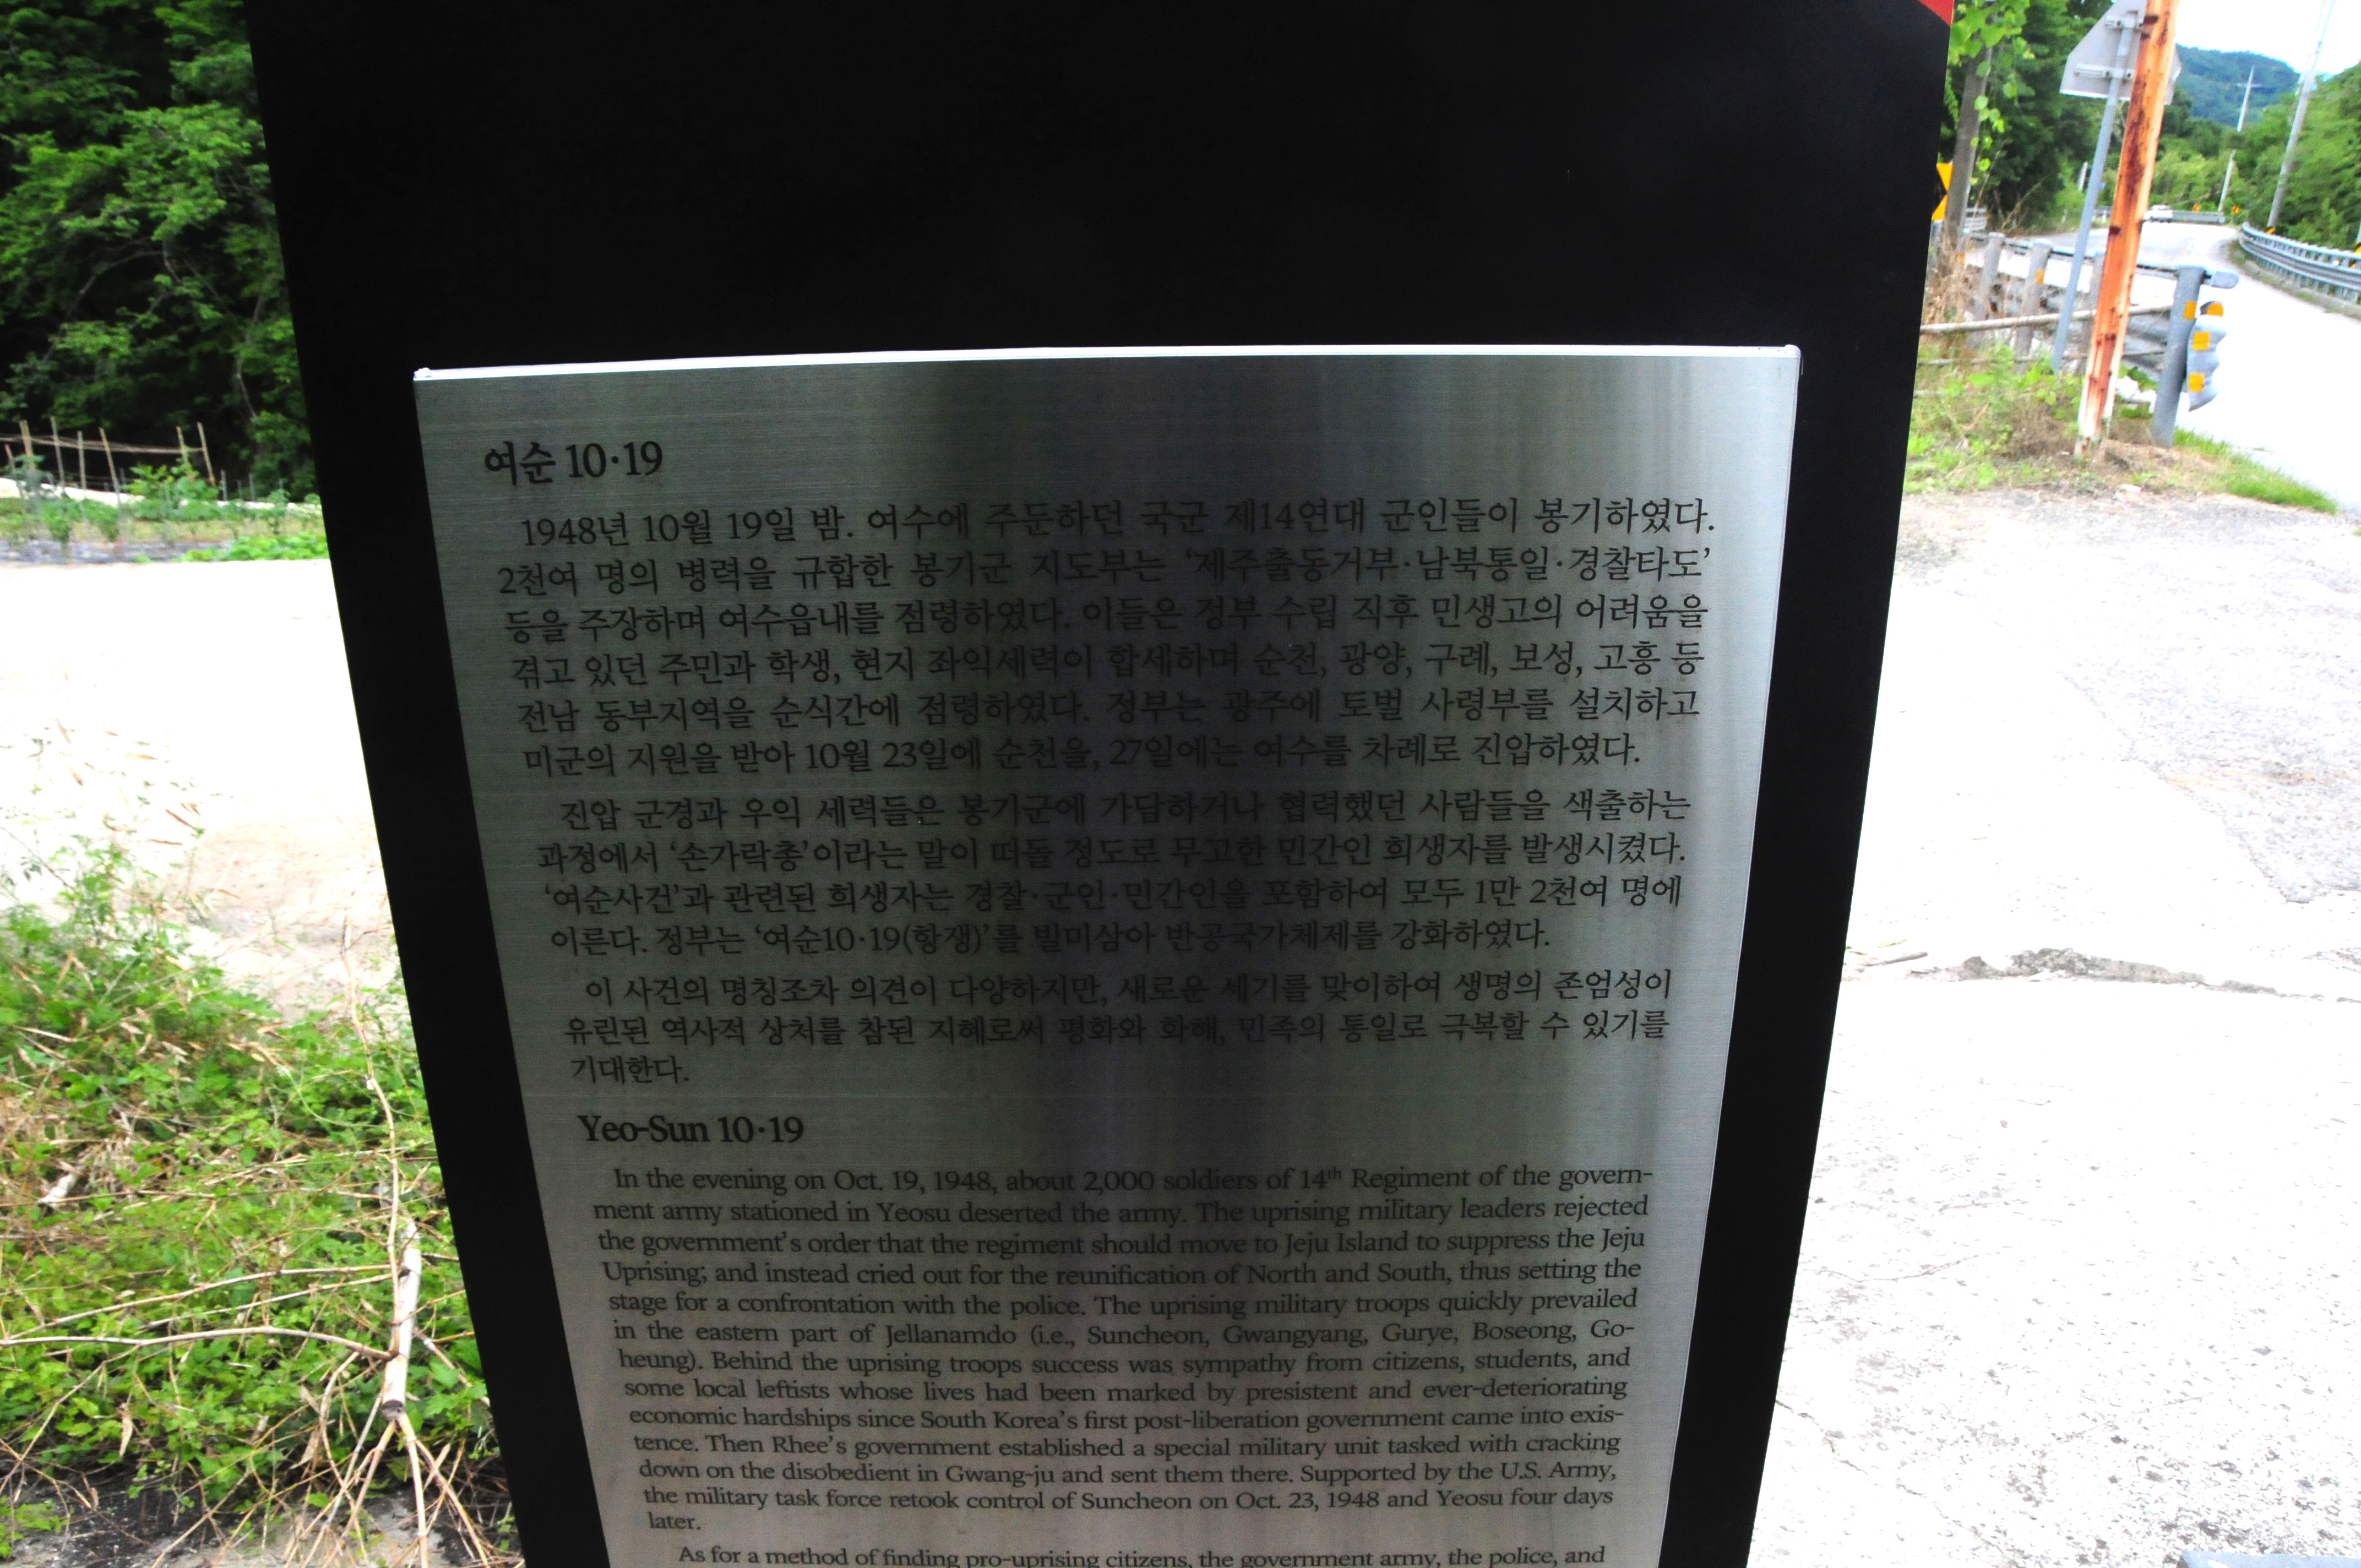 여순 10·19
1948년 10월 19일 밤. 여수에 주둔하던 국군 제14연대 군인들이 봉기하였다.
2천여 명의 병력을 규합한 봉기군 지도부는 ‘제주출동거부·남북통일·경찰타도’
등을 주장하며 여수읍내를 점령하였다. 이들은 정부 수립 직후 민생고의 어려움을
겪고 있던 주민과 학생, 현지 좌익세력이 합세하며 순천, 광양, 구례, 보성, 고흥 등
전남 동부지역을 순식간에 점령하였다. 정부는 광주에 토벌 사령부를 설치하고
미군의 지원을 받아 10월 23일에 순천을, 27일에는 여수를 차례로 진압하였다.
진압 군경과 우익 세력들은 봉기군에 가담하거나 협력했던 사람들을 색출하는
과정에서 ‘손가락총’이라는 말이 떠돌 정도로 무고한 민간인 희생자를 발생시켰다.
‘여순사건’과 관련된 희생자는 경찰·군인·민간인을 포함하여 모두 1만 2천여 명에
이른다. 정부는 ‘여순10·19(항쟁)’를 빌미삼아 반공국가체제를 강화하였다.
이 사건의 명칭조차 의견이 다양하지만, 새로운 세기를 맞이하여 생명의 존엄성이
유린된 역사적 상처를 참된 지혜로써 평화와 화해, 민족의 통일로 극복할 수 있기를
기대한다.
Yeo-Sun 10·19
In the evening on Oct. 19, 1948, about 2,000 soldiers of 14th Regiment of the govern-
ment army stationed in Yeosu deserted the army. The uprising military leaders rejected
the government’s order that the regiment should move to Jeju Island to suppress the Jeju
Uprising; and instead cried out for the reunification of North and South, thus setting the
stage for a confrontation with the police. The uprising military troops quickly prevailed
in the eastern part of Jellanamdo (i.e., Suncheon, Gwangyang, Gurye, Boseong, Go-
heung). Behind the uprising troops success was sympathy from citizens, students, and
some local leftists whose lives had been marked by presistent and ever-deteriorating
economic hardships since South Korea’s first post-liberation government came into exis-
tence. Then Rhee’s government established a special military unit tasked with cracking
down on the disobedient in Gwang-ju and sent them there. Supported by the U.S. Army,
the military task force retook control of Suncheon on Oct. 23, 1948 and Yeosu four days
later.
As for a method of finding pro-uprising citizens, the government army, the police, and